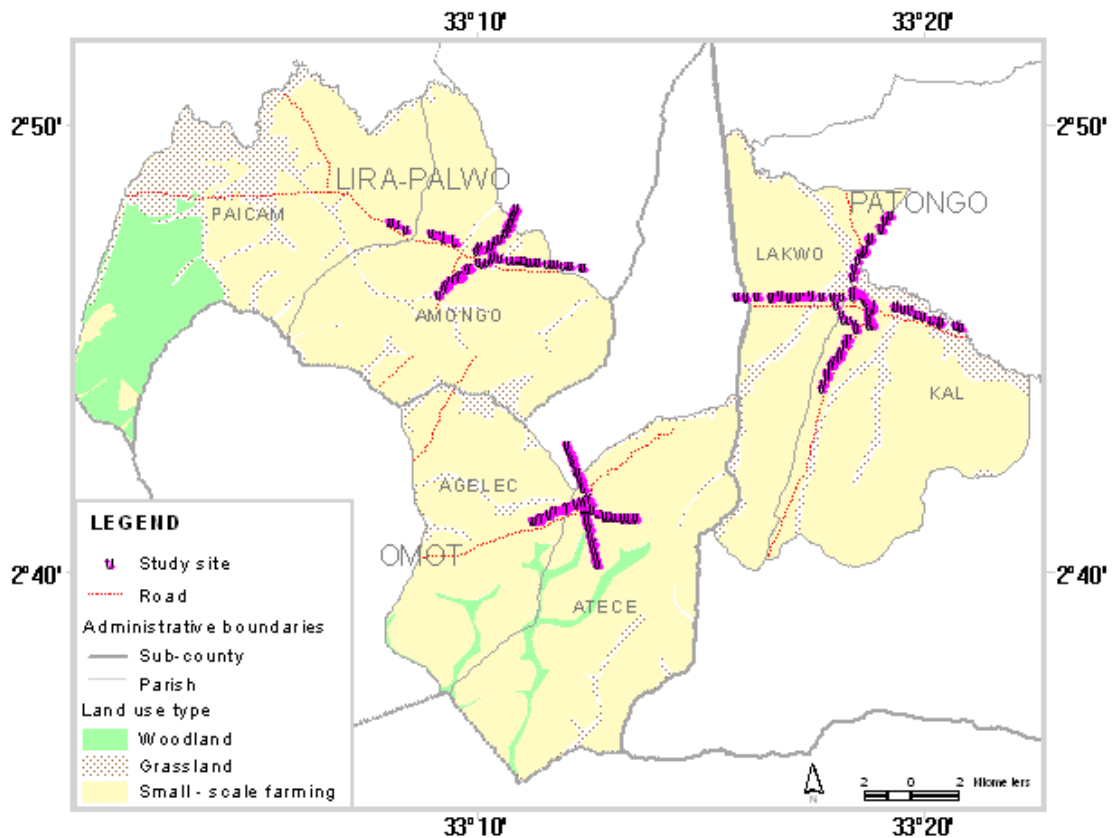 33°10' 33°20'
2°50' 2°50'
LIRA-PALWO
PAICAM
PATONGO
LAKWO
AMONGO
KAL
AGELEC
OMOT
ATECE
2°40' 2°40'
LEGEND
Study site
Road
Administrative boundaries
Sub-county
Parish
Land use type
Woodland
Grassland
Small - scale farming
N
2 0 2 Kilometers
33°10' 33°20'